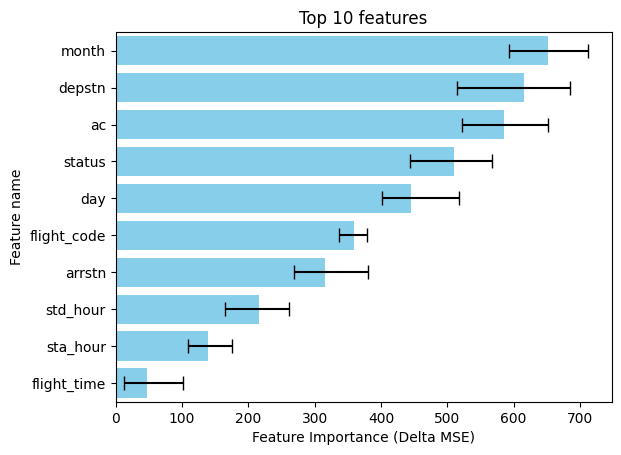 Top 10 features
Feature name
month
depstn
ac
status
day
flight_code
arrstn
std_hour
sta_hour
flight_time
0 100 200 300 400 500 600 700
Feature Importance (Delta MSE)